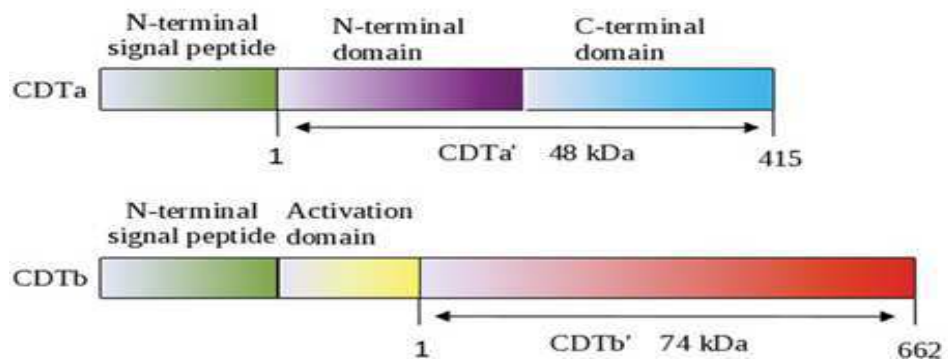 N-terminal
signal peptide
N-terminal
domain
C-terminal
domain
CDTa
1
CDTa' 48 kDa
415
N-terminal
signal peptide
Activation
domain
CDTb
1
CDTb' 74 kDa
662